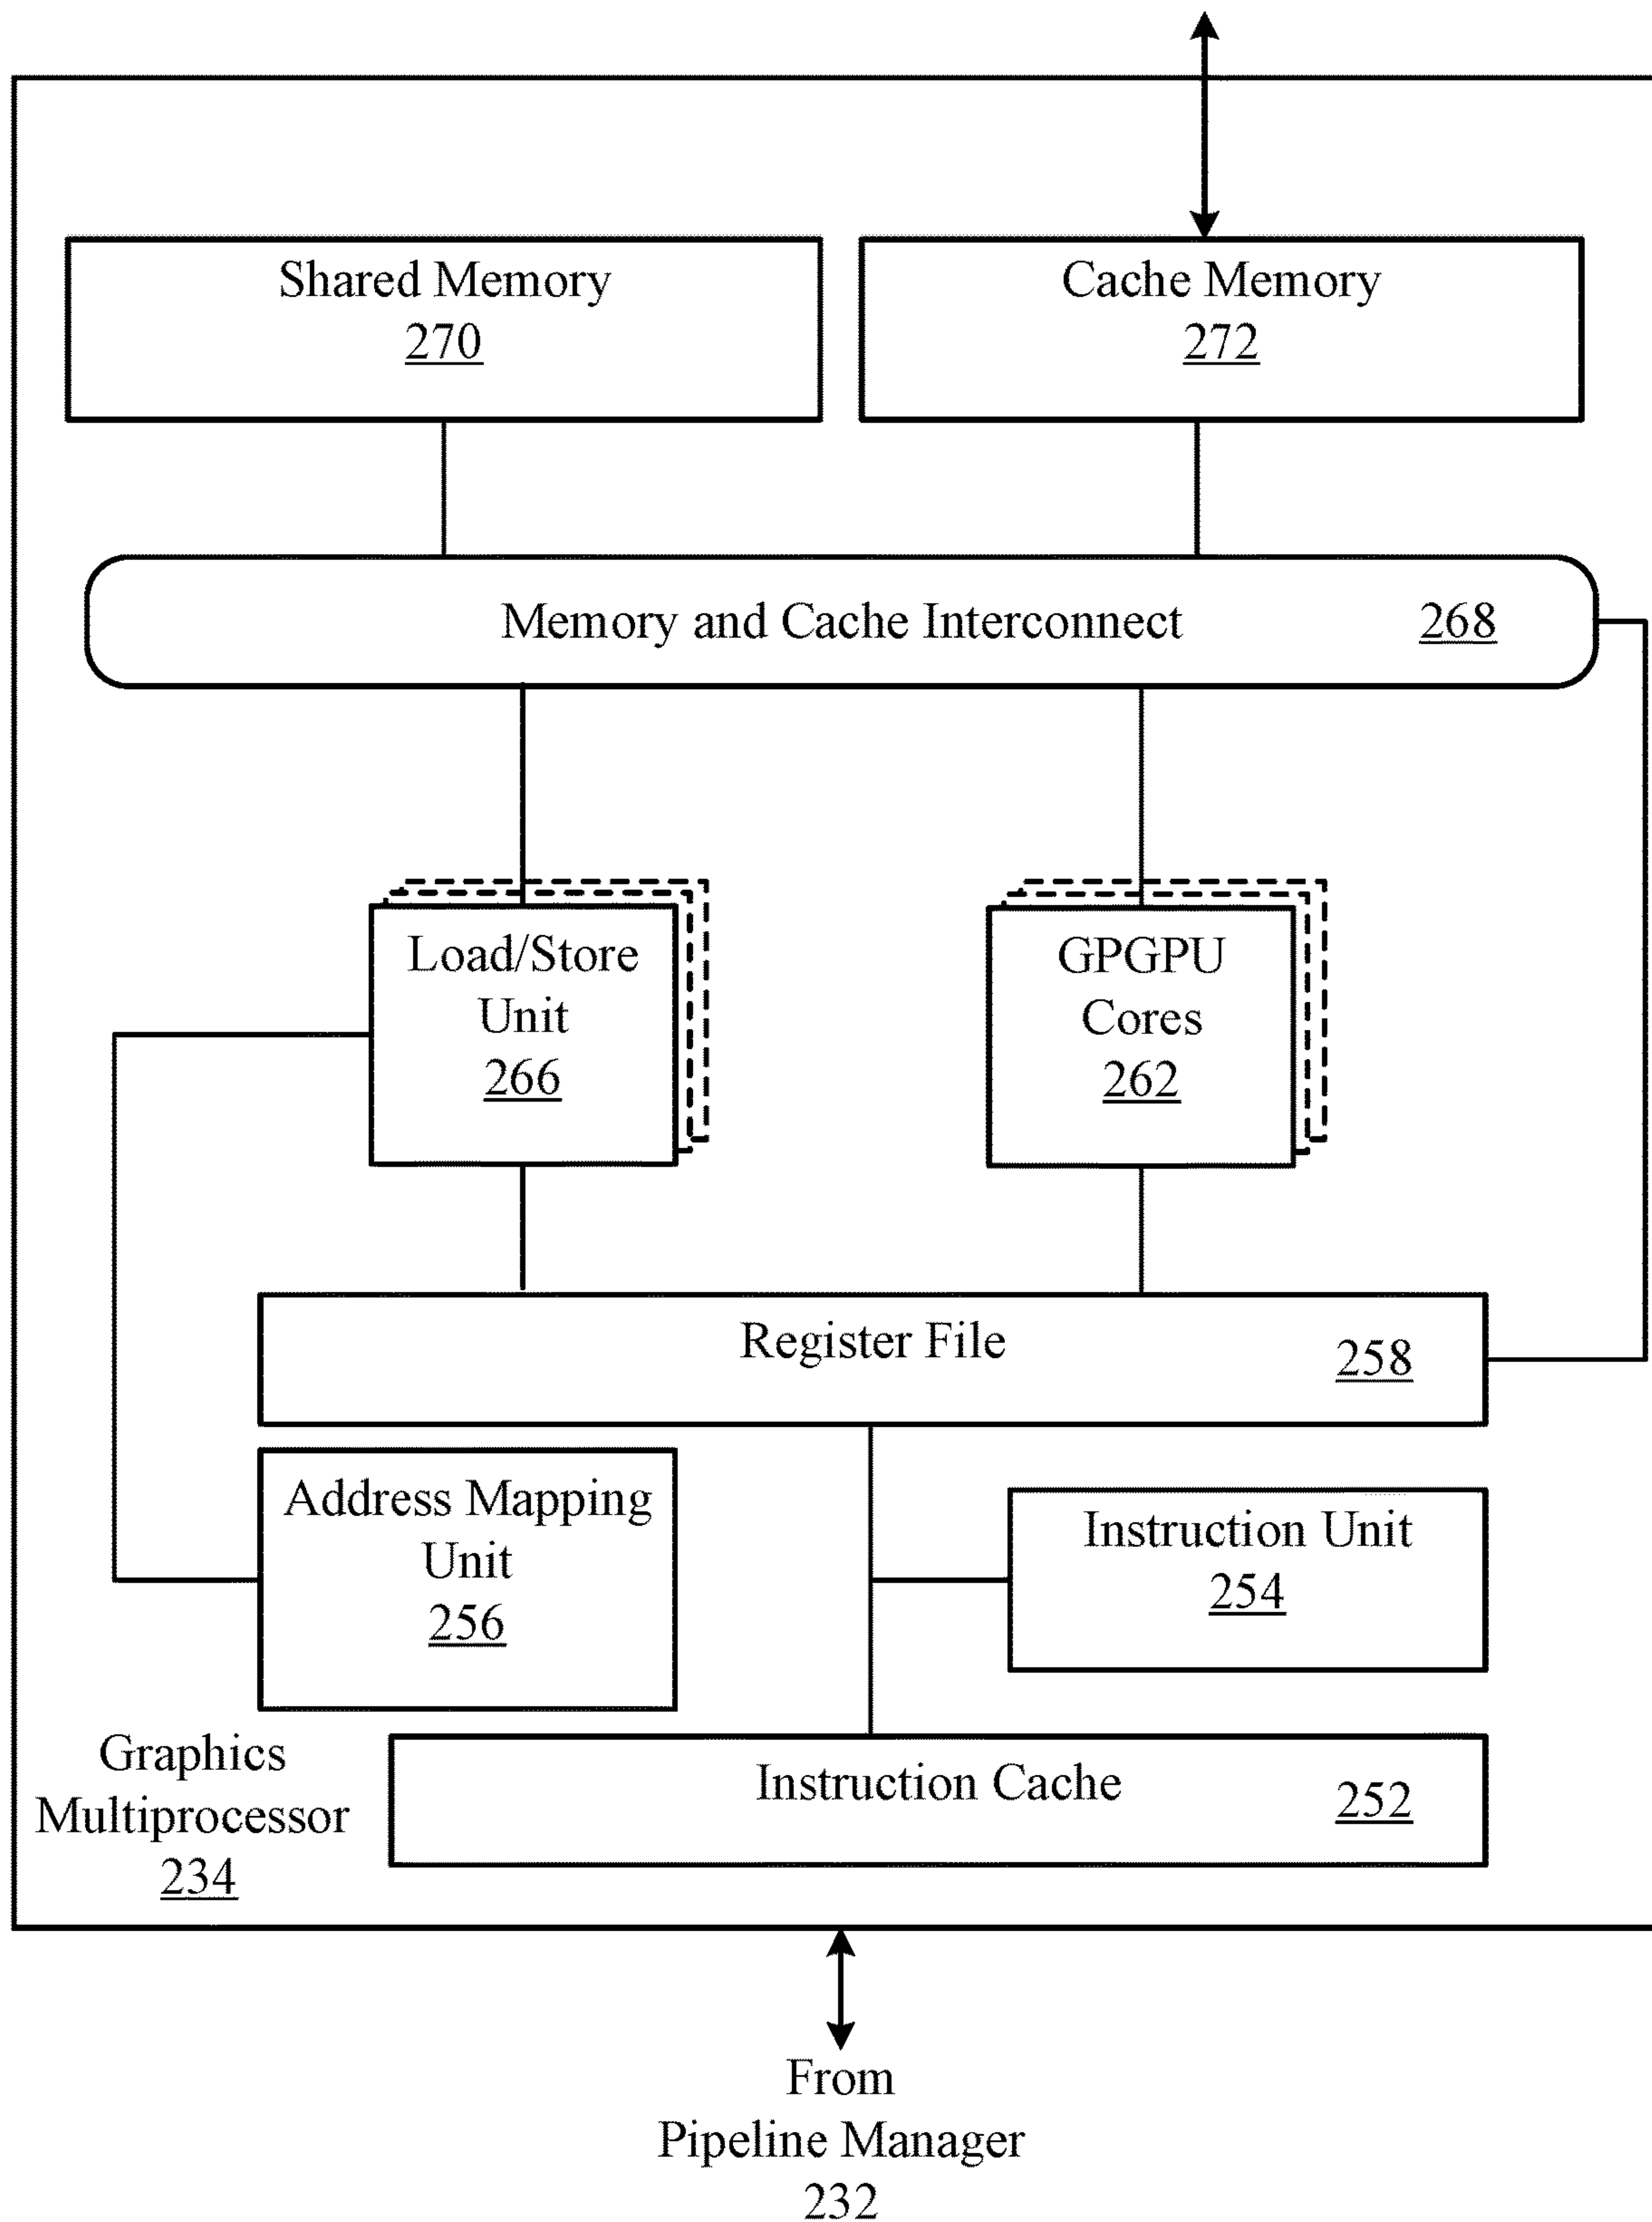 Shared Memory
270
Cache Memory
272
Memory and Cache Interconnect 268
Load/Store
Unit
266
GPGPU
Cores
262
Register File 258
Address Mapping
Unit
256
Instruction Unit
254
Graphics
Multiprocessor
234
Instruction Cache 252
From
Pipeline Manager
232